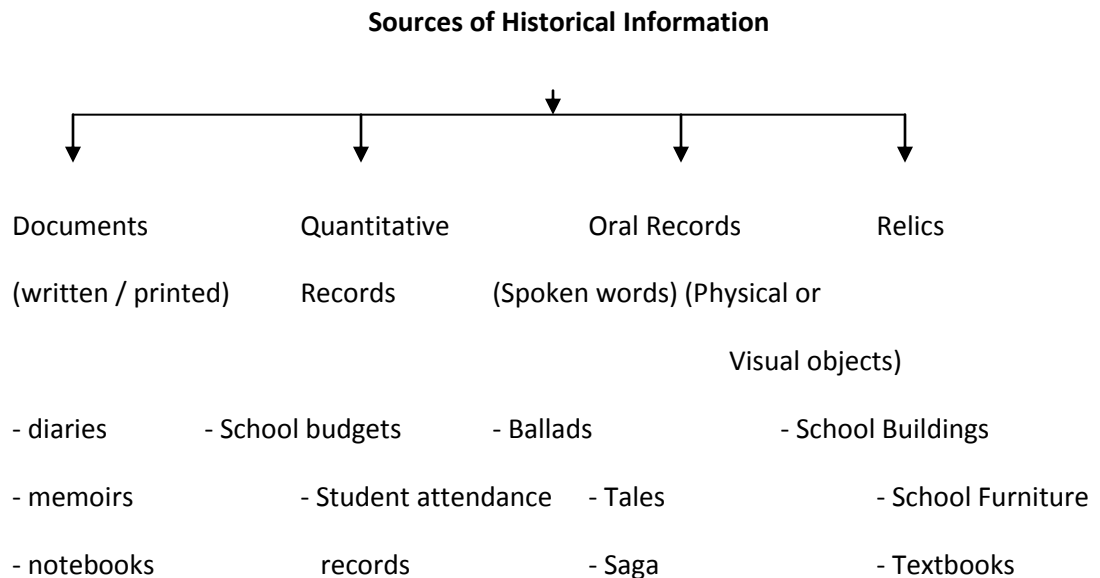 Sources of Historical Information
Documents Quantitative Oral Records Relics
(written / printed) Records (Spoken words) (Physical or
Visual objects)
- diaries - School budgets - Ballads - School Buildings
- memoirs - Student attendance - Tales - School Furniture
- notebooks records - Saga - Textbooks